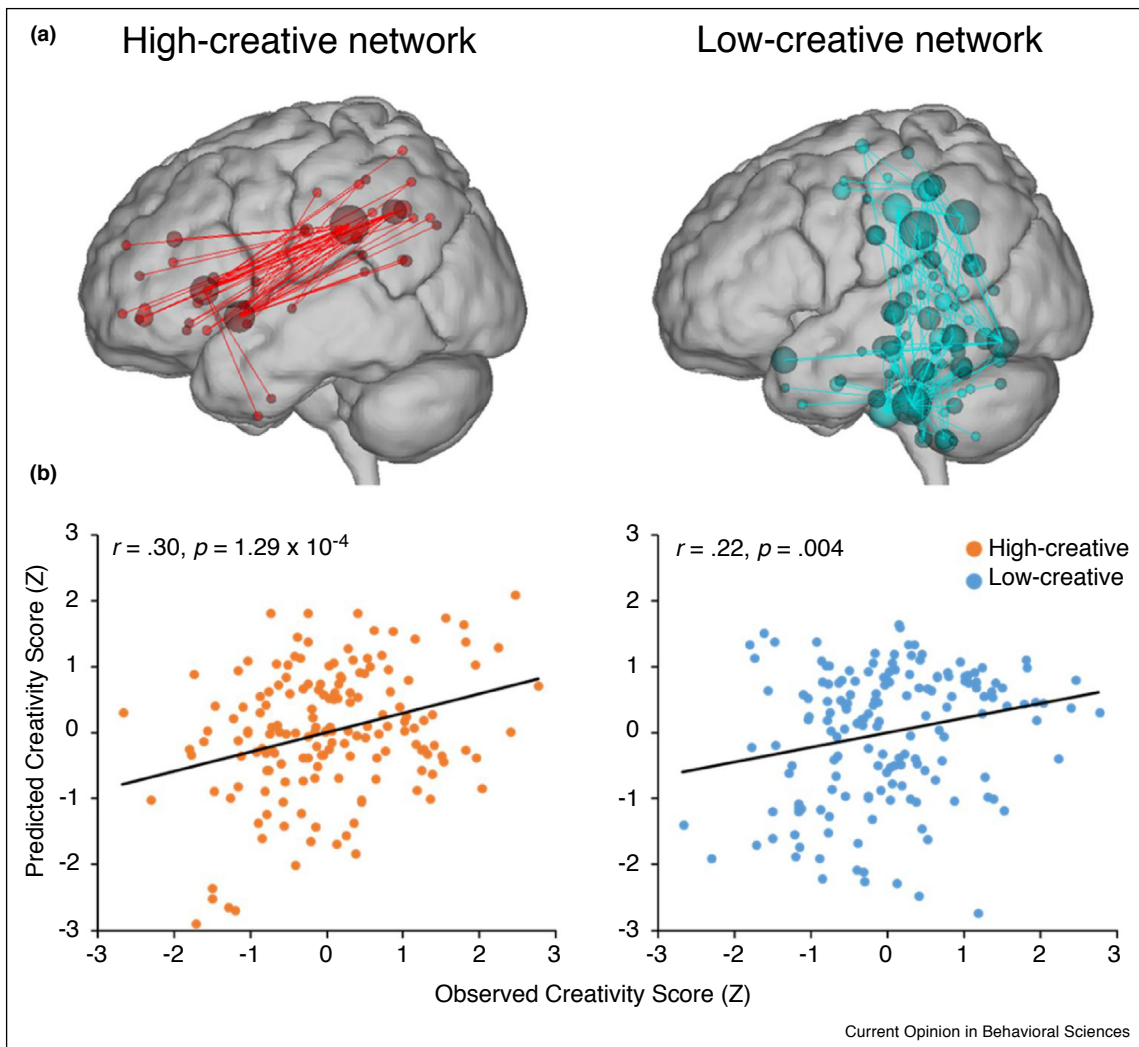 (a)
High-creative network
Low-creative network
(b)
r = .30, p = 1.29 x 10-4
r = .22, p = .004
High-creative
Low-creative
Predicted Creativity Score (Z)
3
2
1
0
-1
-2
-3
-3
-2
-1
0
1
2
3
3
2
1
0
-1
-2
-3
-3
-2
-1
0
1
2
3
Observed Creativity Score (Z)
Current Opinion in Behavioral Sciences